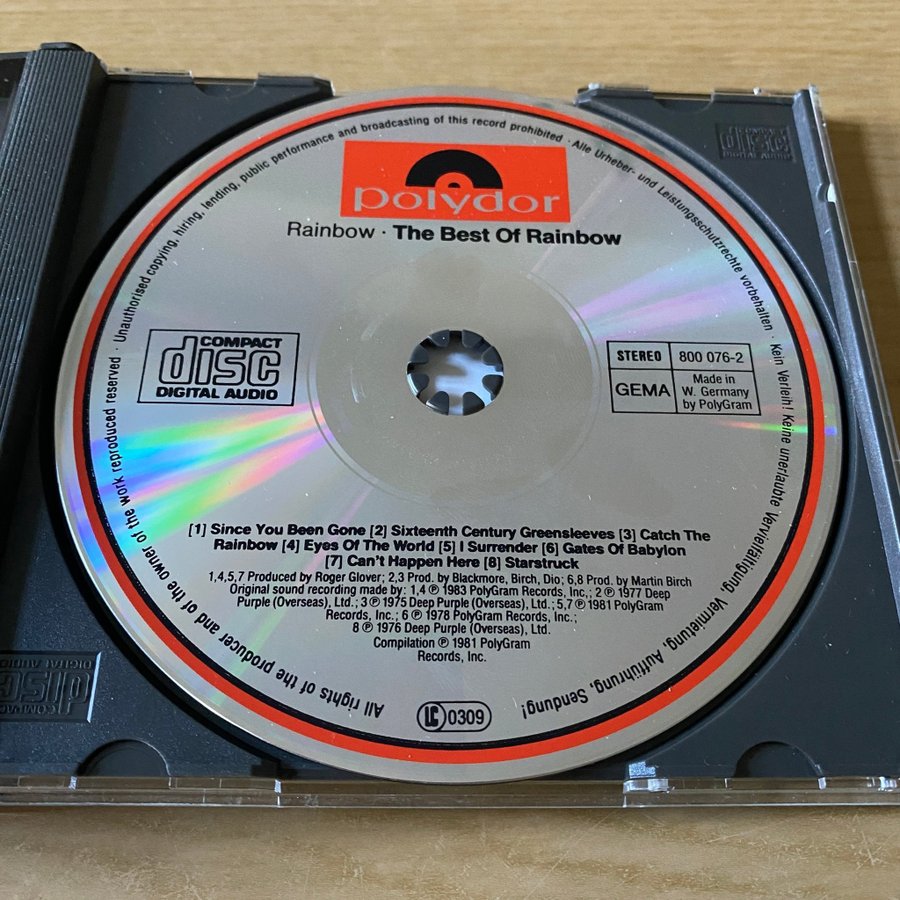 polydor
Rainbow · The Best Of Rainbow
COMPACT
disc
DIGITAL AUDIO
STEREO 800 076-2
GEMA Made in
W. Germany
by PolyGram
[1] Since You Been Gone [2] Sixteenth Century Greensleeves [3] Catch The
Rainbow [4] Eyes Of The World [5] I Surrender [6] Gates Of Babylon
[7] Can't Happen Here [8] Starstruck
1,4,5,7 Produced by Roger Glover; 2,3 Prod. by Blackmore, Birch, Dio; 6,8 Prod. by Martin Birch
Original sound recording made by: 1,4 ℗ 1983 PolyGram Records, Inc.; 2 ℗ 1977 Deep
Purple (Overseas), Ltd.; 3 ℗ 1975 Deep Purple (Overseas), Ltd.; 5,7 ℗ 1981 PolyGram
Records, Inc.; 6 ℗ 1978 PolyGram Records, Inc.;
8 ℗ 1976 Deep Purple (Overseas), Ltd.
Compilation ℗ 1981 PolyGram
Records, Inc.
LC 0309
All rights of the producer and of the owner of the work reproduced reserved · Unauthorised copying, hiring, lending, public performance and broadcasting of this record prohibited · Alle Urheber- und Leistungsschutzrechte vorbehalten · Kein Verleih! Keine unerlaubte Vervielfältigung, Vermietung, Aufführung, Sendung!
COMPACT
disc
DIGITAL AUDIO
COMPACT
disc
DIGITAL AUDIO